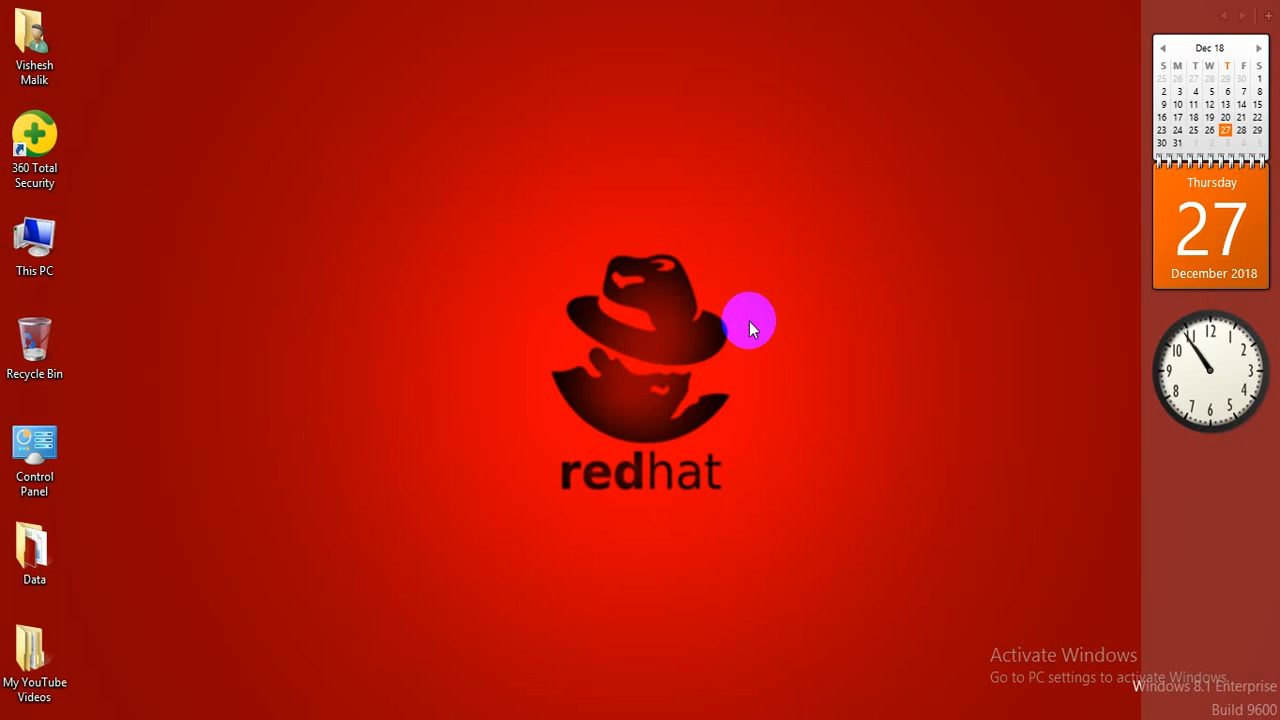 Vishesh
Malik
360 Total
Security
This PC
Recycle Bin
Control
Panel
Data
My YouTube
Videos
redhat
Dec 18
S M T W T F S
25 26 27 28 29 30 1
2 3 4 5 6 7 8
9 10 11 12 13 14 15
16 17 18 19 20 21 22
23 24 25 26 27 28 29
30 31 1 2 3 4 5
Thursday
27
December 2018
12
11 1
10 2
9 3
8 4
7 5
6
Activate Windows
Go to PC settings to activate Windows.
Windows 8.1 Enterprise
Build 9600